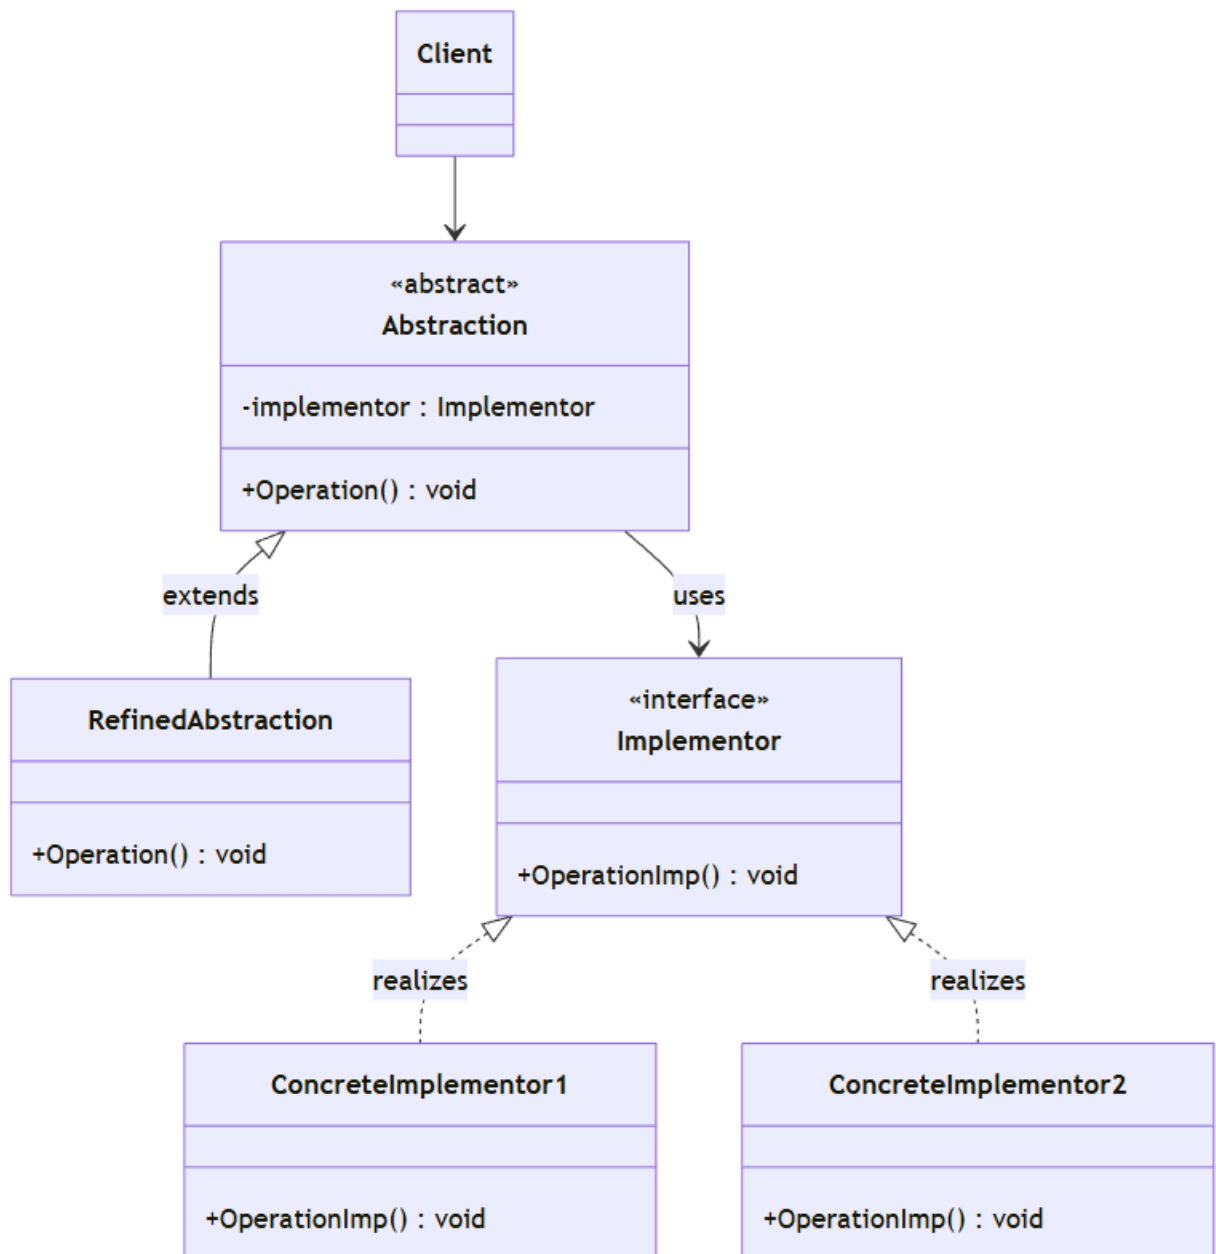 Client
«abstract»
Abstraction
-implementor : Implementor
+Operation() : void
extends
uses
RefinedAbstraction
+Operation() : void
«interface»
Implementor
+OperationImp() : void
realizes
realizes
ConcreteImplementor1
+OperationImp() : void
ConcreteImplementor2
+OperationImp() : void